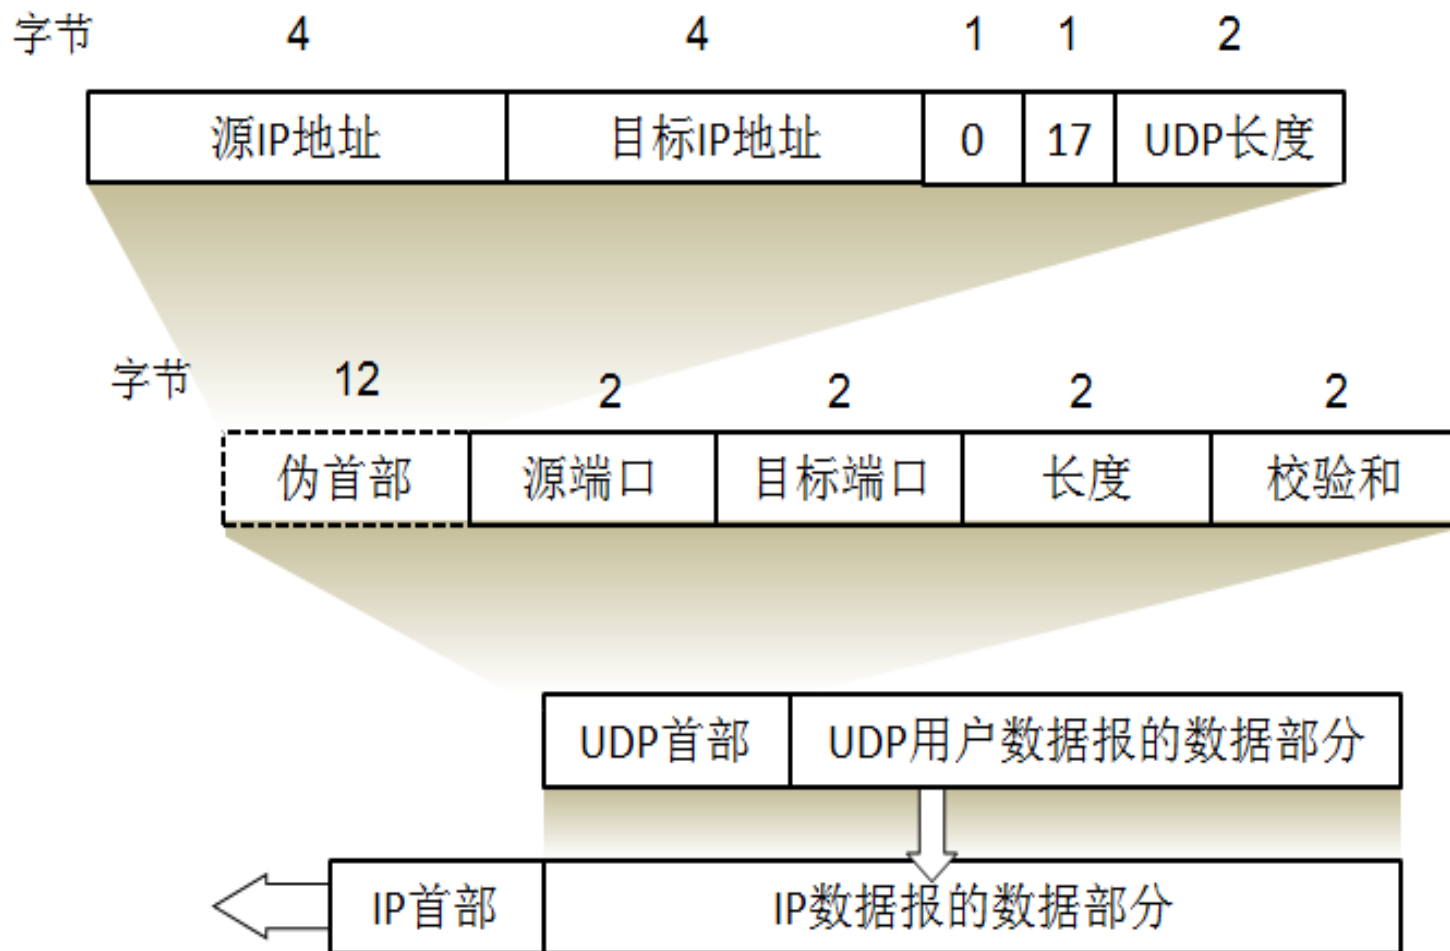 字节 4 4 1 1 2
源IP地址 目标IP地址 0 17 UDP长度
字节 12 2 2 2 2
伪首部 源端口 目标端口 长度 校验和
UDP首部 UDP用户数据报的数据部分
IP首部 IP数据报的数据部分